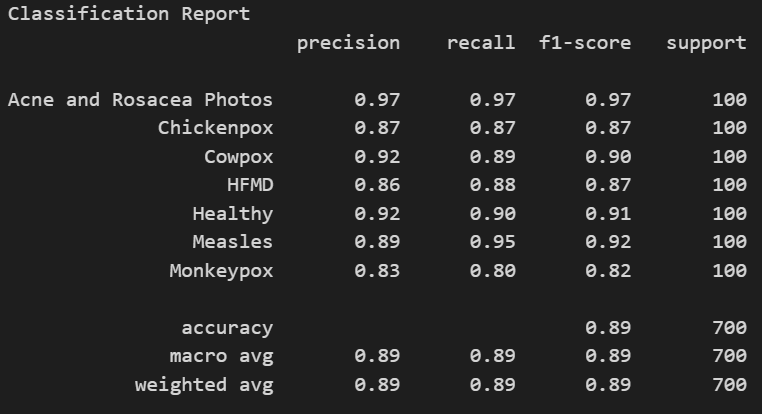 Classification Report
precision recall f1-score support
Acne and Rosacea Photos 0.97 0.97 0.97 100
Chickenpox 0.87 0.87 0.87 100
Cowpox 0.92 0.89 0.90 100
HFMD 0.86 0.88 0.87 100
Healthy 0.92 0.90 0.91 100
Measles 0.89 0.95 0.92 100
Monkeypox 0.83 0.80 0.82 100
accuracy 0.89 700
macro avg 0.89 0.89 0.89 700
weighted avg 0.89 0.89 0.89 700